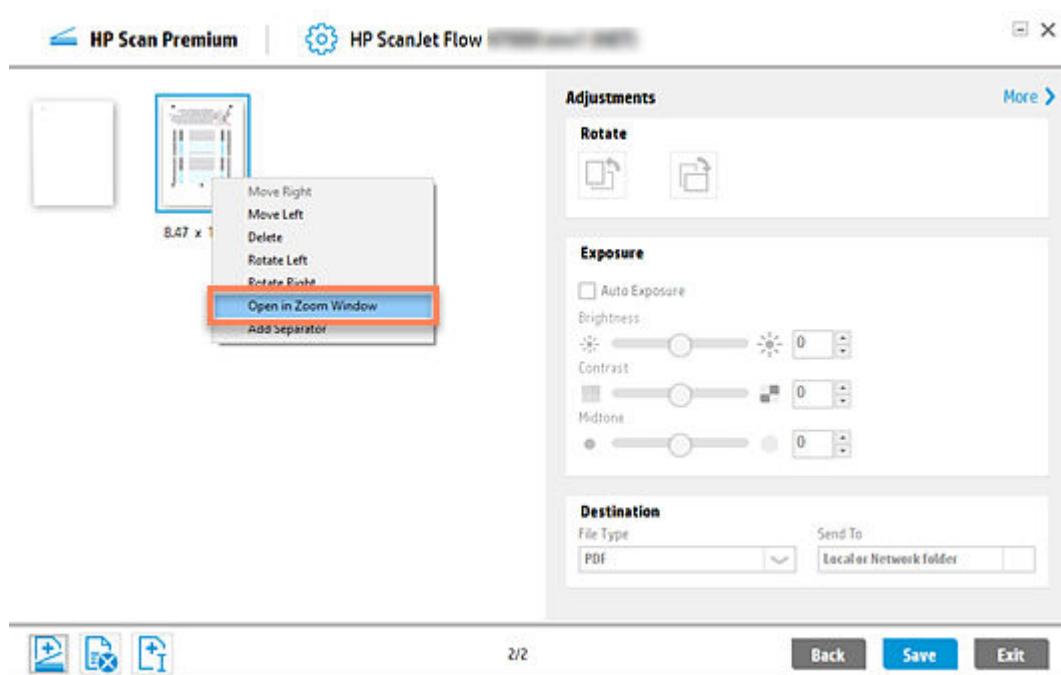 HP Scan Premium
HP ScanJet Flow
Adjustments
More
Rotate
Move Right
Move Left
8.47 x
Delete
Rotate Left
Rotate Right
Open in Zoom Window
Add Separator
Exposure
Auto Exposure
Brightness
0
Contrast
0
Midtone
0
Destination
File Type
Send To
PDF
Local or Network folder
2/2
Back
Save
Exit